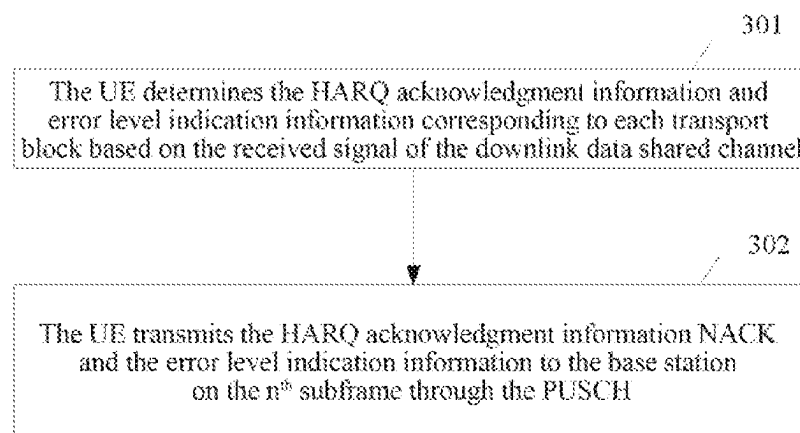 301
The UE determines the HARQ acknowledgment information and
error level indication information corresponding to each transport
block based on the received signal of the downlink data shared channel
302
The UE transmits the HARQ acknowledgment information NACK
and the error level indication information to the base station
on the nth subframe through the PUSCH